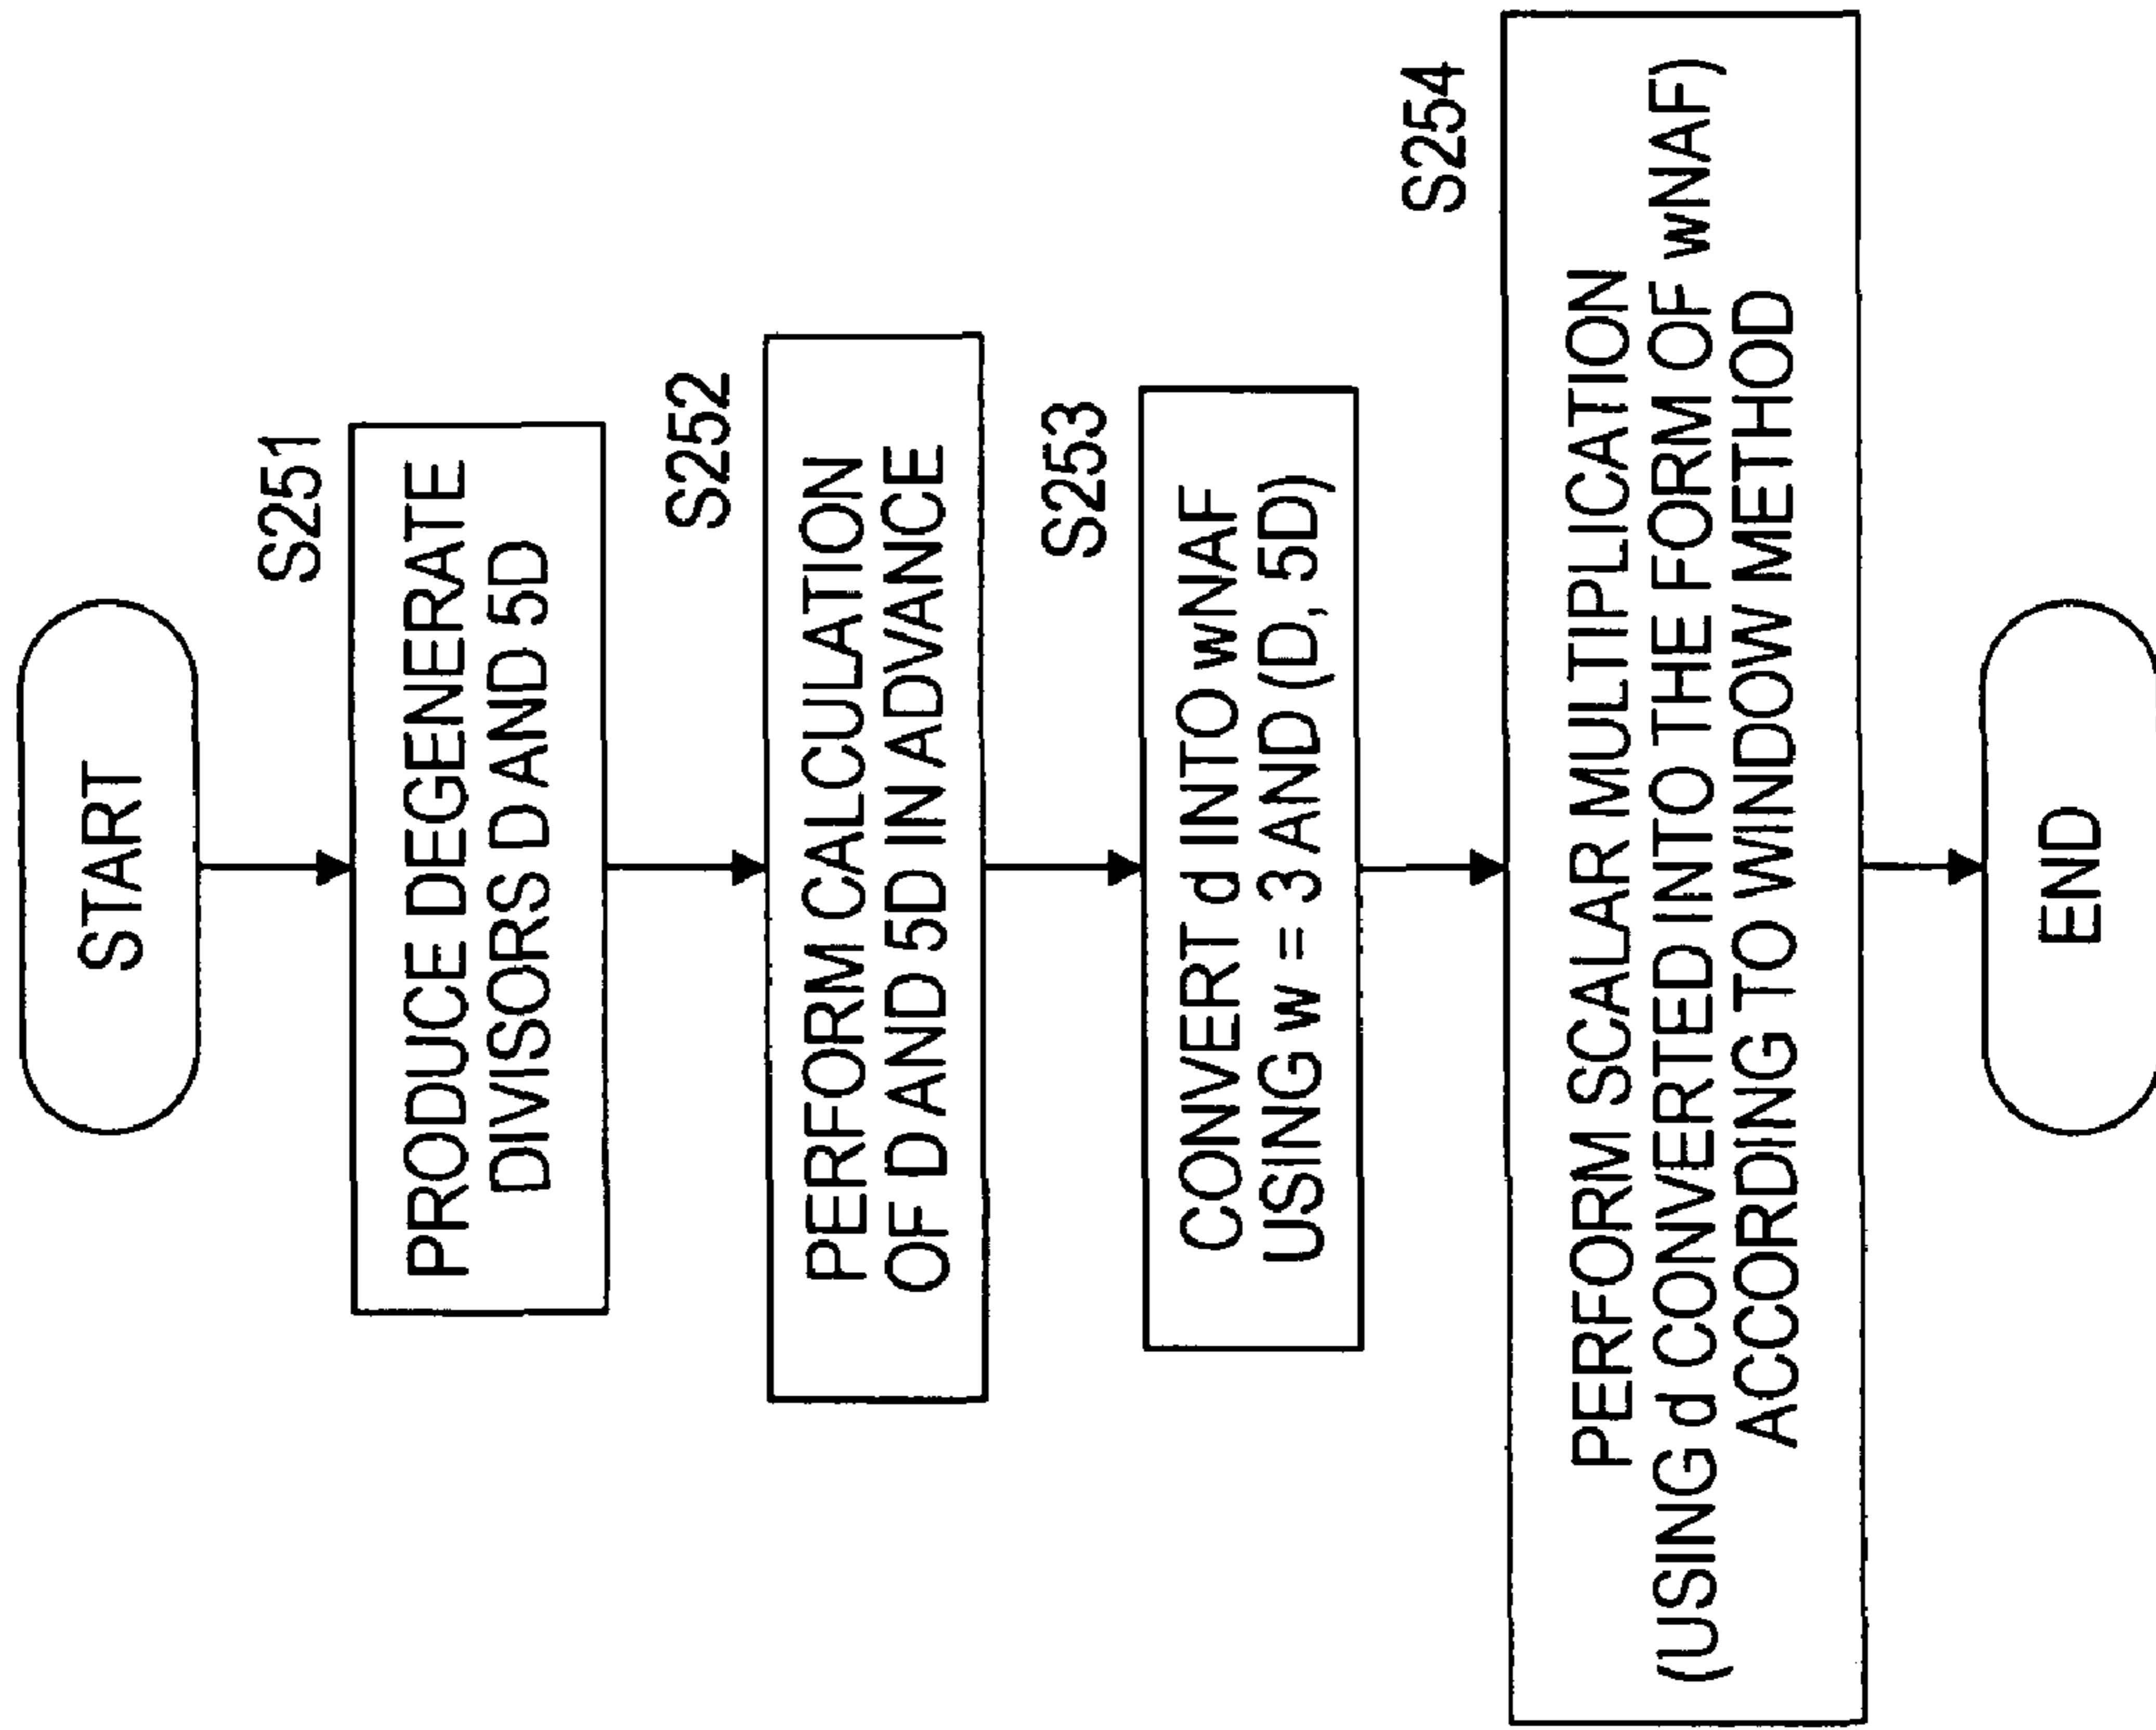 START
S251
PRODUCE DEGENERATE
DIVISORS D AND 5D
S252
PERFORM CALCULATION
OF D AND 5D IN ADVANCE
S253
CONVERT d INTO wNAF
USING w = 3 AND (D, 5D)
S254
PERFORM SCALAR MULTIPLICATION
(USING d CONVERTED INTO THE FORM OF wNAF)
ACCORDING TO WINDOW METHOD
END